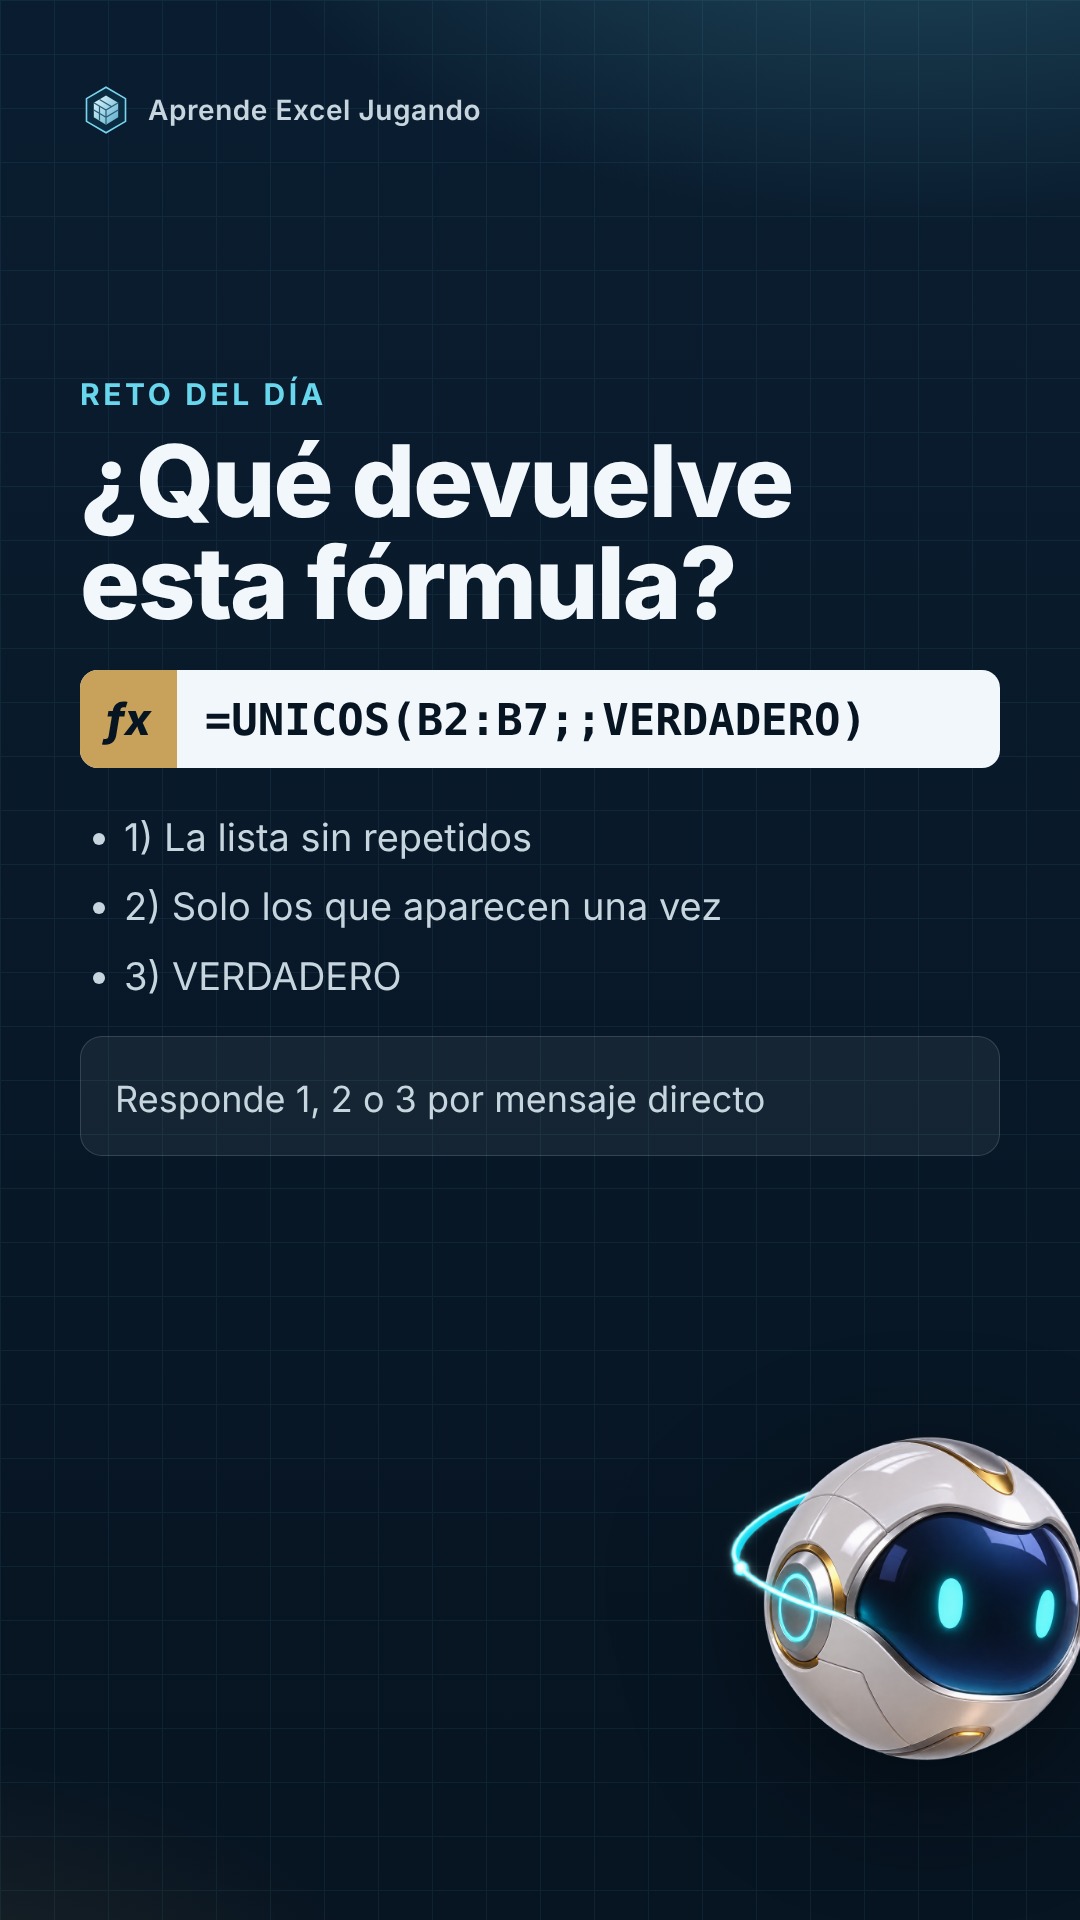 Aprende Excel Jugando
RETO DEL DÍA
¿Qué devuelve
esta fórmula?
fx =UNICOS(B2:B7;;VERDADERO)
• 1) La lista sin repetidos
• 2) Solo los que aparecen una vez
• 3) VERDADERO
Responde 1, 2 o 3 por mensaje directo